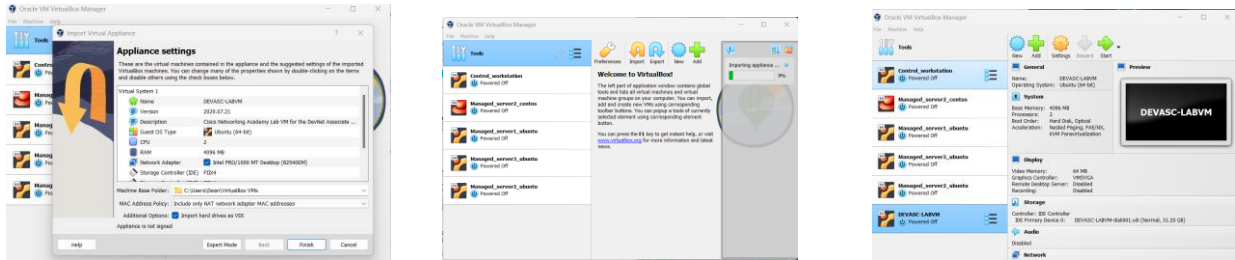 Oracle VM VirtualBox Manager
File Machine Help
Tools
Import Virtual Appliance
Appliance settings
These are the virtual machines contained in the appliance and the suggested settings of the imported
VirtualBox machines. You can change many of the properties shown by double-clicking on the items
and disable others using the check boxes below.
Virtual System 1
Name DEVASC-LABVM
Version 2020.07.21
Description Cisco Networking Academy Lab VM for the DevNet Associate ...
Guest OS Type Ubuntu (64-bit)
CPU 2
RAM 4096 MB
Network Adapter Intel PRO/1000 MT Desktop (82540EM)
Storage Controller (IDE) PIIX4
Machine Base Folder: C:\Users\Dean\VirtualBox VMs
MAC Address Policy: Include only NAT network adapter MAC addresses
Additional Options: Import hard drives as VDI
Appliance is not signed
Help Expert Mode Back Finish Cancel
Oracle VM VirtualBox Manager
File Machine Help
Tools
Control_workstation
Powered Off
Managed_server2_centos
Powered Off
Managed_server1_ubuntu
Powered Off
Managed_server3_ubuntu
Powered Off
Managed_server2_ubuntu
Powered Off
Preferences Import Export New Add
Welcome to VirtualBox!
The left part of application window contains global
tools and lists all virtual machines and virtual
machine groups on your computer. You can import,
add and create new VMs using corresponding
toolbar buttons. You can popup a tools of currently
selected element using corresponding element
button.
You can press the F1 key to get instant help, or visit
www.virtualbox.org for more information and latest
news.
Importing appliance ...
9%
Oracle VM VirtualBox Manager
File Machine Help
Tools
Control_workstation
Powered Off
Managed_server2_centos
Powered Off
Managed_server1_ubuntu
Powered Off
Managed_server3_ubuntu
Powered Off
Managed_server2_ubuntu
Powered Off
DEVASC-LABVM
Powered Off
New Add Settings Discard Start
General
Name: DEVASC-LABVM
Operating System: Ubuntu (64-bit)
System
Base Memory: 4096 MB
Processors: 2
Boot Order: Hard Disk, Optical
Acceleration: Nested Paging, PAE/NX,
KVM Paravirtualization
Preview
DEVASC-LABVM
Display
Video Memory: 64 MB
Graphics Controller: VMSVGA
Remote Desktop Server: Disabled
Recording: Disabled
Storage
Controller: IDE Controller
IDE Primary Device 0: DEVASC-LABVM-disk001.vdi (Normal, 31.25 GB)
Audio
Disabled
Network